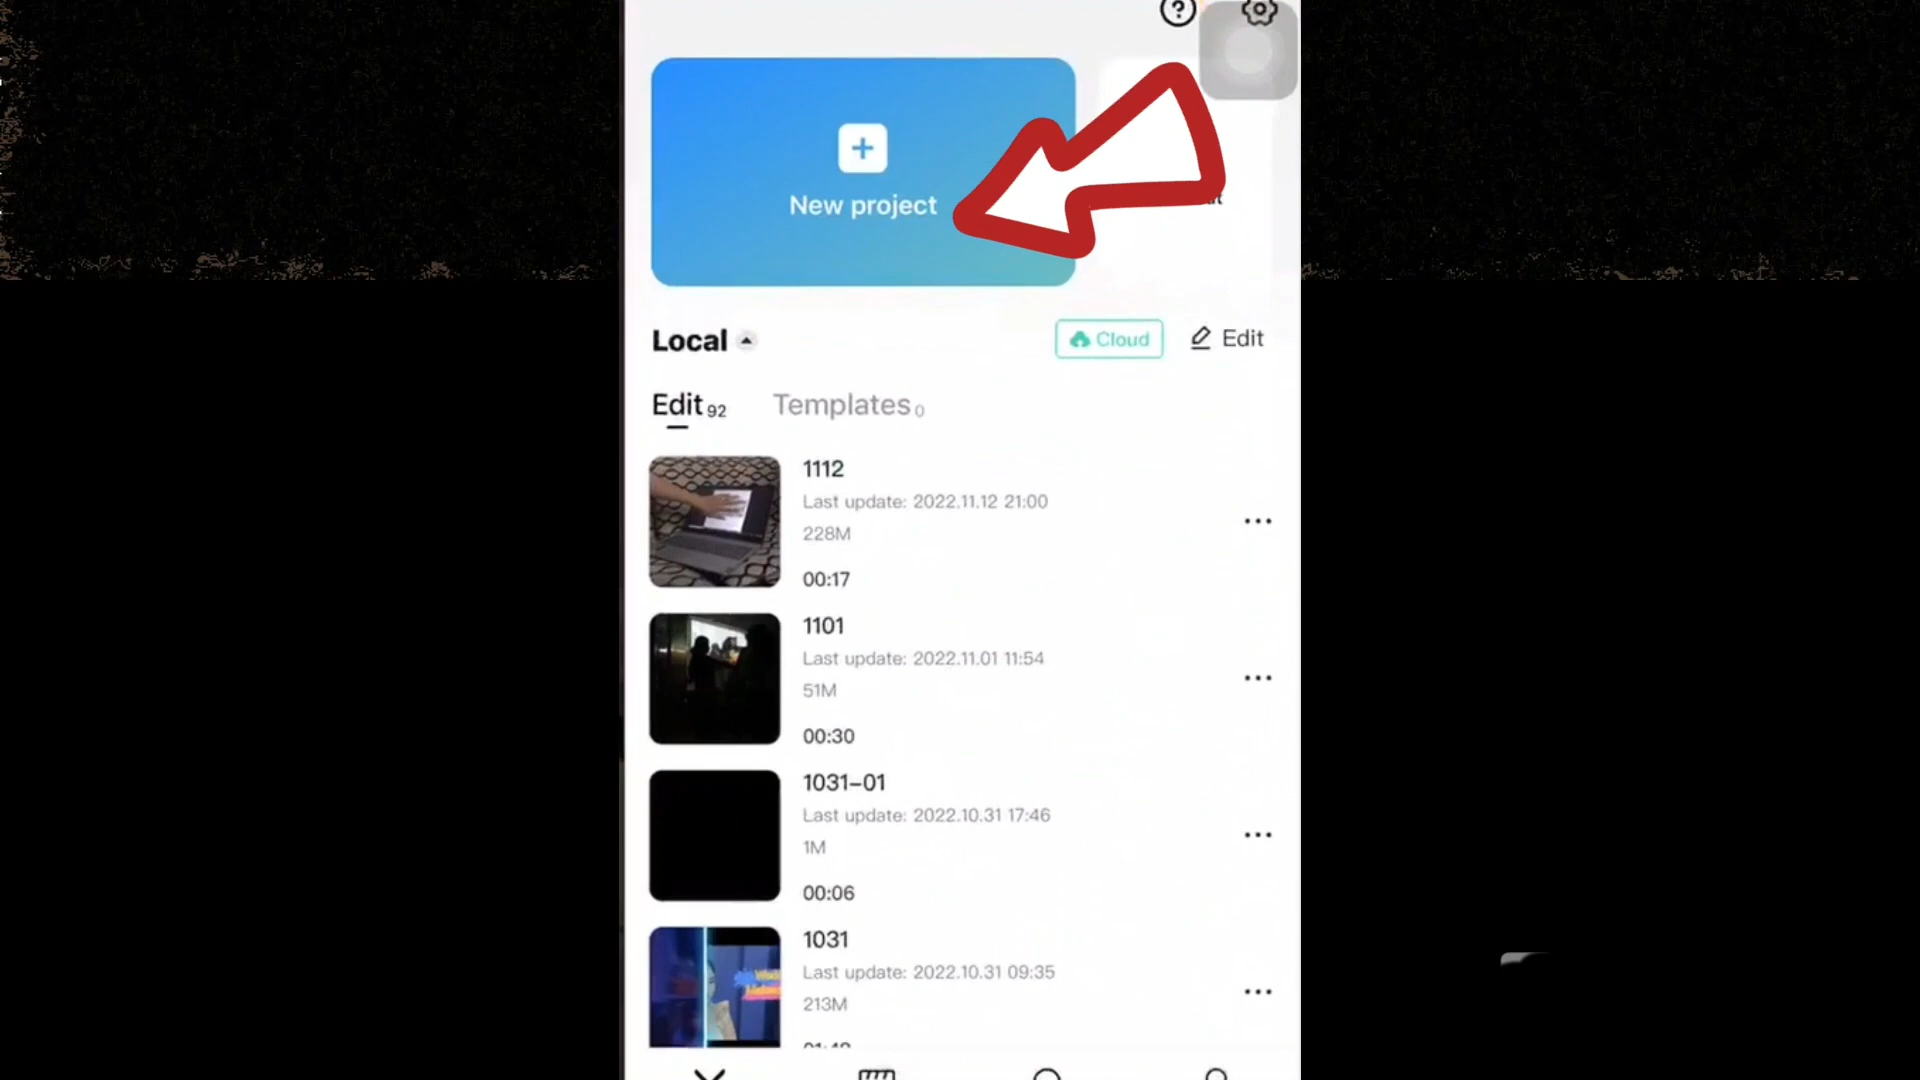 New project
Local
Cloud
Edit
Edit 92
Templates 0
1112
Last update: 2022.11.12 21:00
228M
00:17
1101
Last update: 2022.11.01 11:54
51M
00:30
1031-01
Last update: 2022.10.31 17:46
1M
00:06
1031
Last update: 2022.10.31 09:35
213M